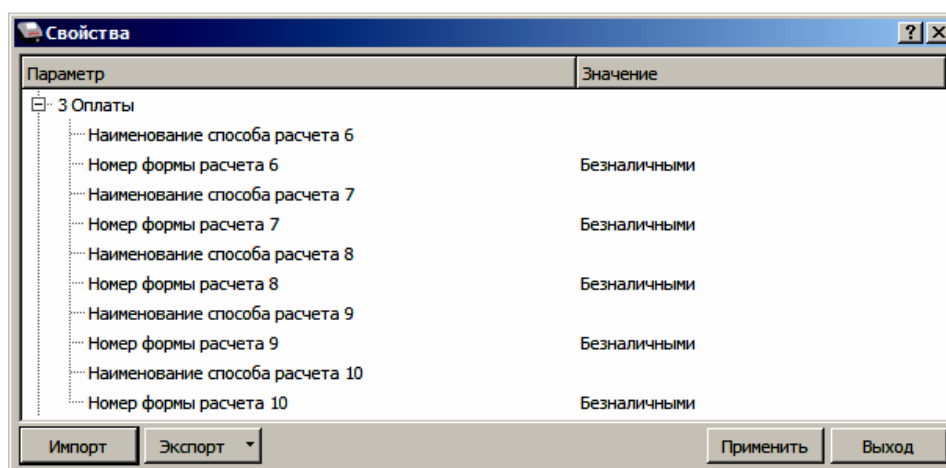 Свойства
Параметр Значение
3 Оплаты
Наименование способа расчета 6
Номер формы расчета 6 Безналичными
Наименование способа расчета 7
Номер формы расчета 7 Безналичными
Наименование способа расчета 8
Номер формы расчета 8 Безналичными
Наименование способа расчета 9
Номер формы расчета 9 Безналичными
Наименование способа расчета 10
Номер формы расчета 10 Безналичными
Импорт Экспорт Применить Выход